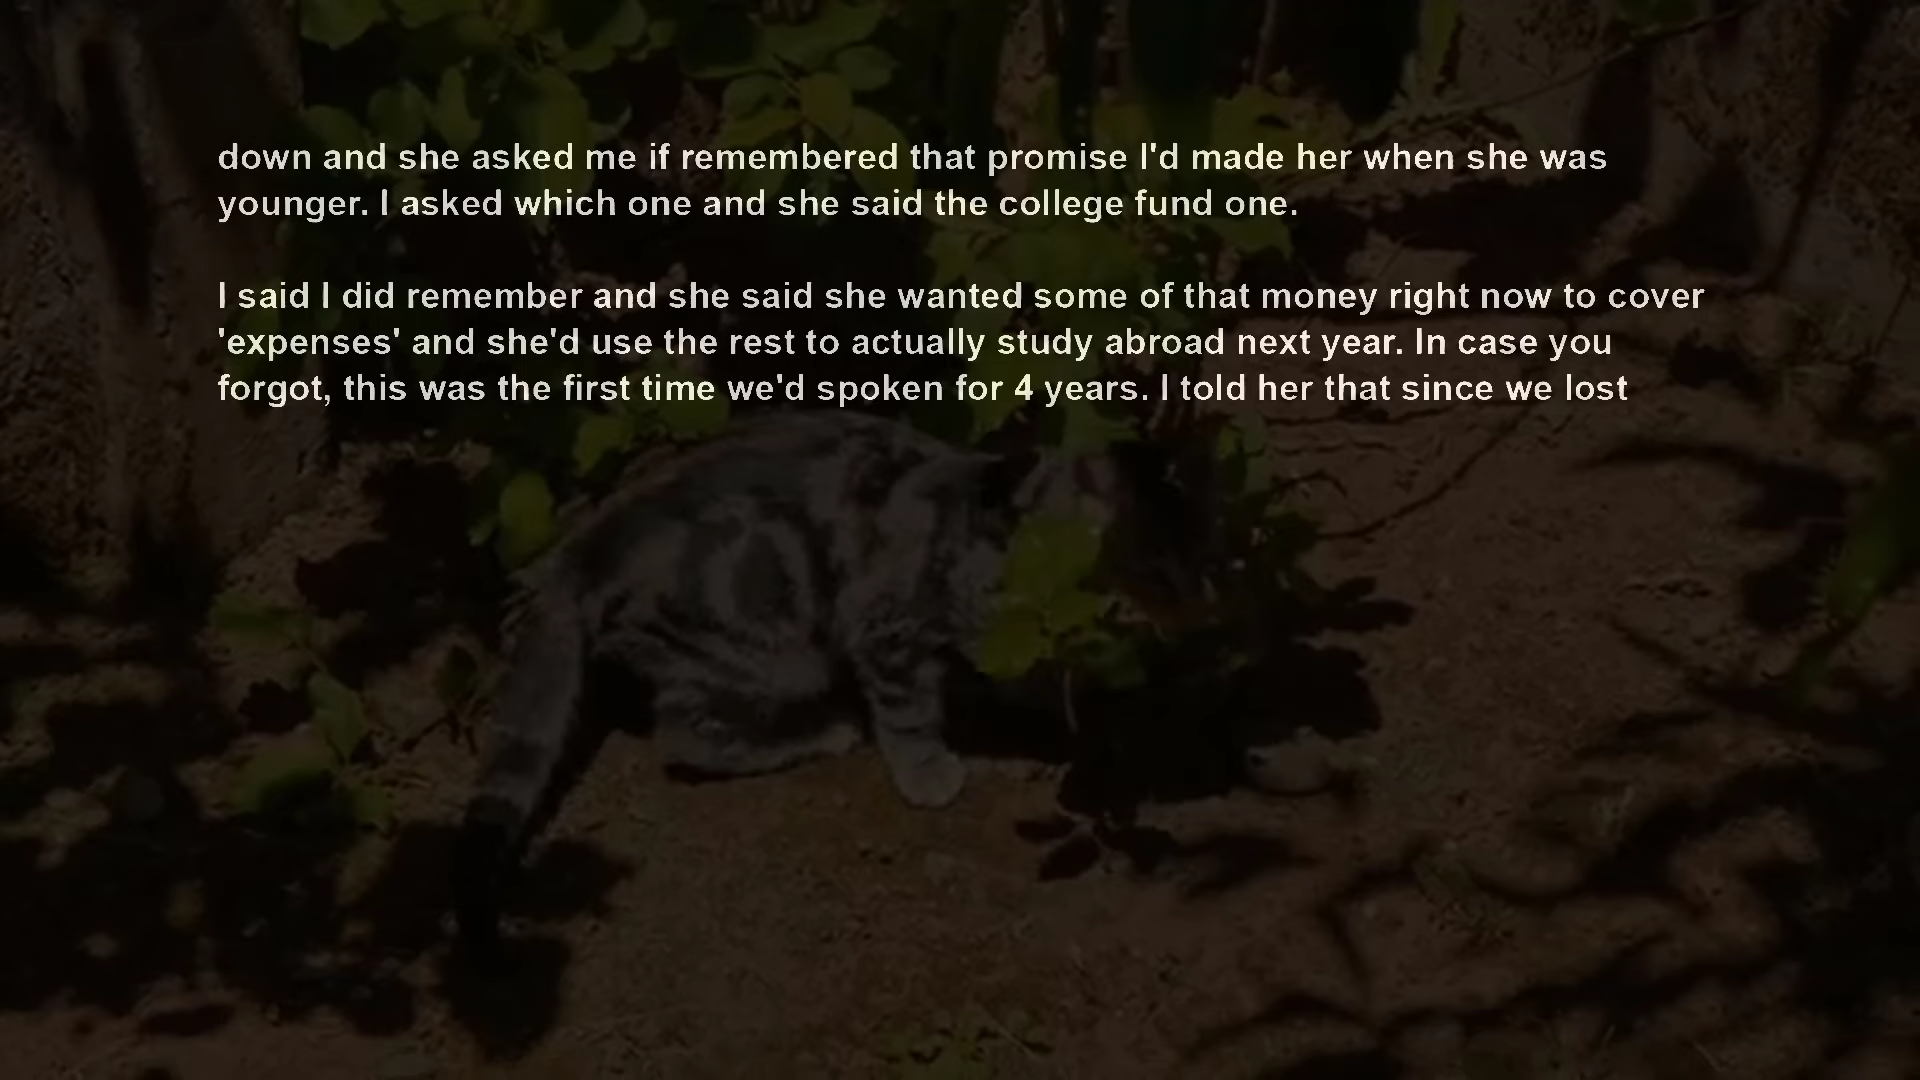 down and she asked me if remembered that promise I'd made her when she was
younger. I asked which one and she said the college fund one.
I said I did remember and she said she wanted some of that money right now to cover
'expenses' and she'd use the rest to actually study abroad next year. In case you
forgot, this was the first time we'd spoken for 4 years. I told her that since we lost